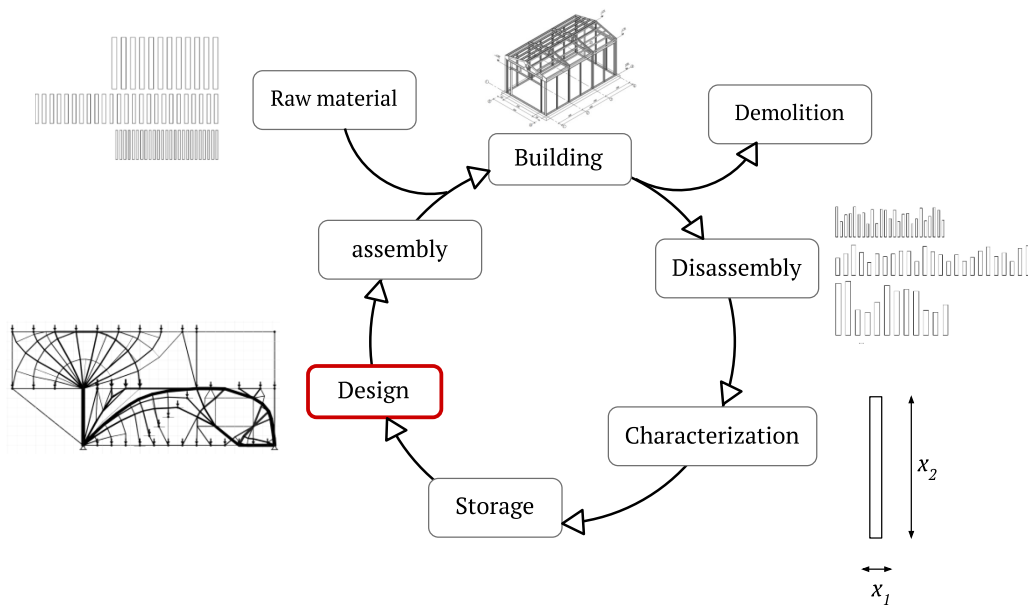 Raw material
Building
Demolition
assembly
Disassembly
Design
Characterization
Storage
x₂
x₁